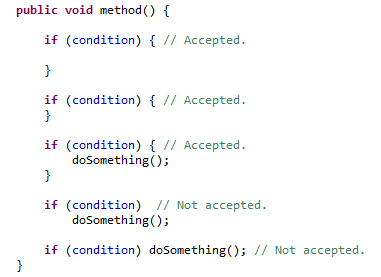 public void method() {
if (condition) { // Accepted.
}
if (condition) { // Accepted.
}
if (condition) { // Accepted.
doSomething();
}
if (condition)  // Not accepted.
doSomething();
if (condition) doSomething(); // Not accepted.
}